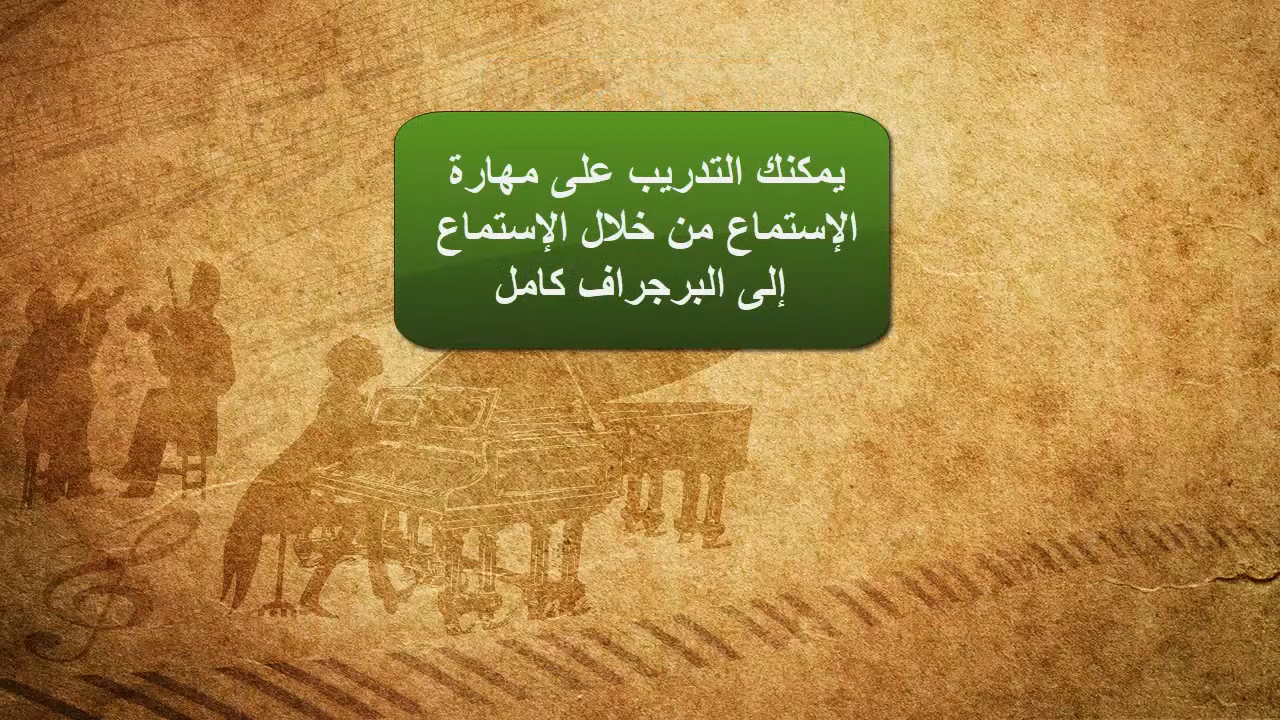 يمكنك التدريب على مهارة
الإستماع من خلال الإستماع
إلى البرجراف كامل